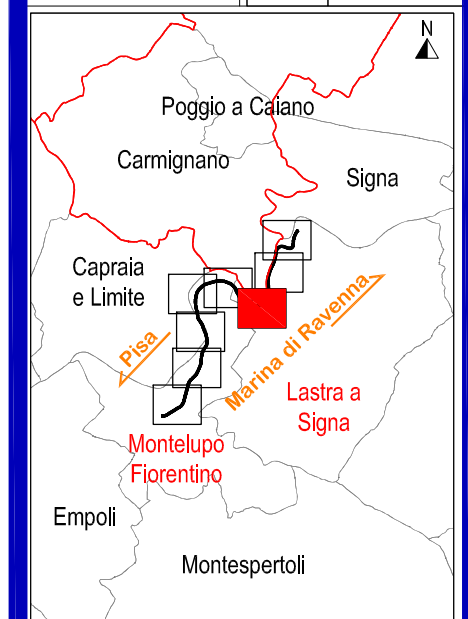 N
Poggio a Caiano
Carmignano
Signa
Capraia
e Limite
Pisa
Marina di Ravenna
Lastra a
Signa
Montelupo
Fiorentino
Empoli
Montespertoli